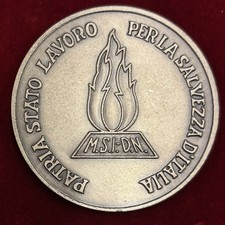 PATRIA STATO LAVORO PER LA SALVEZZA D'ITALIA
M.S.I.-D.N.